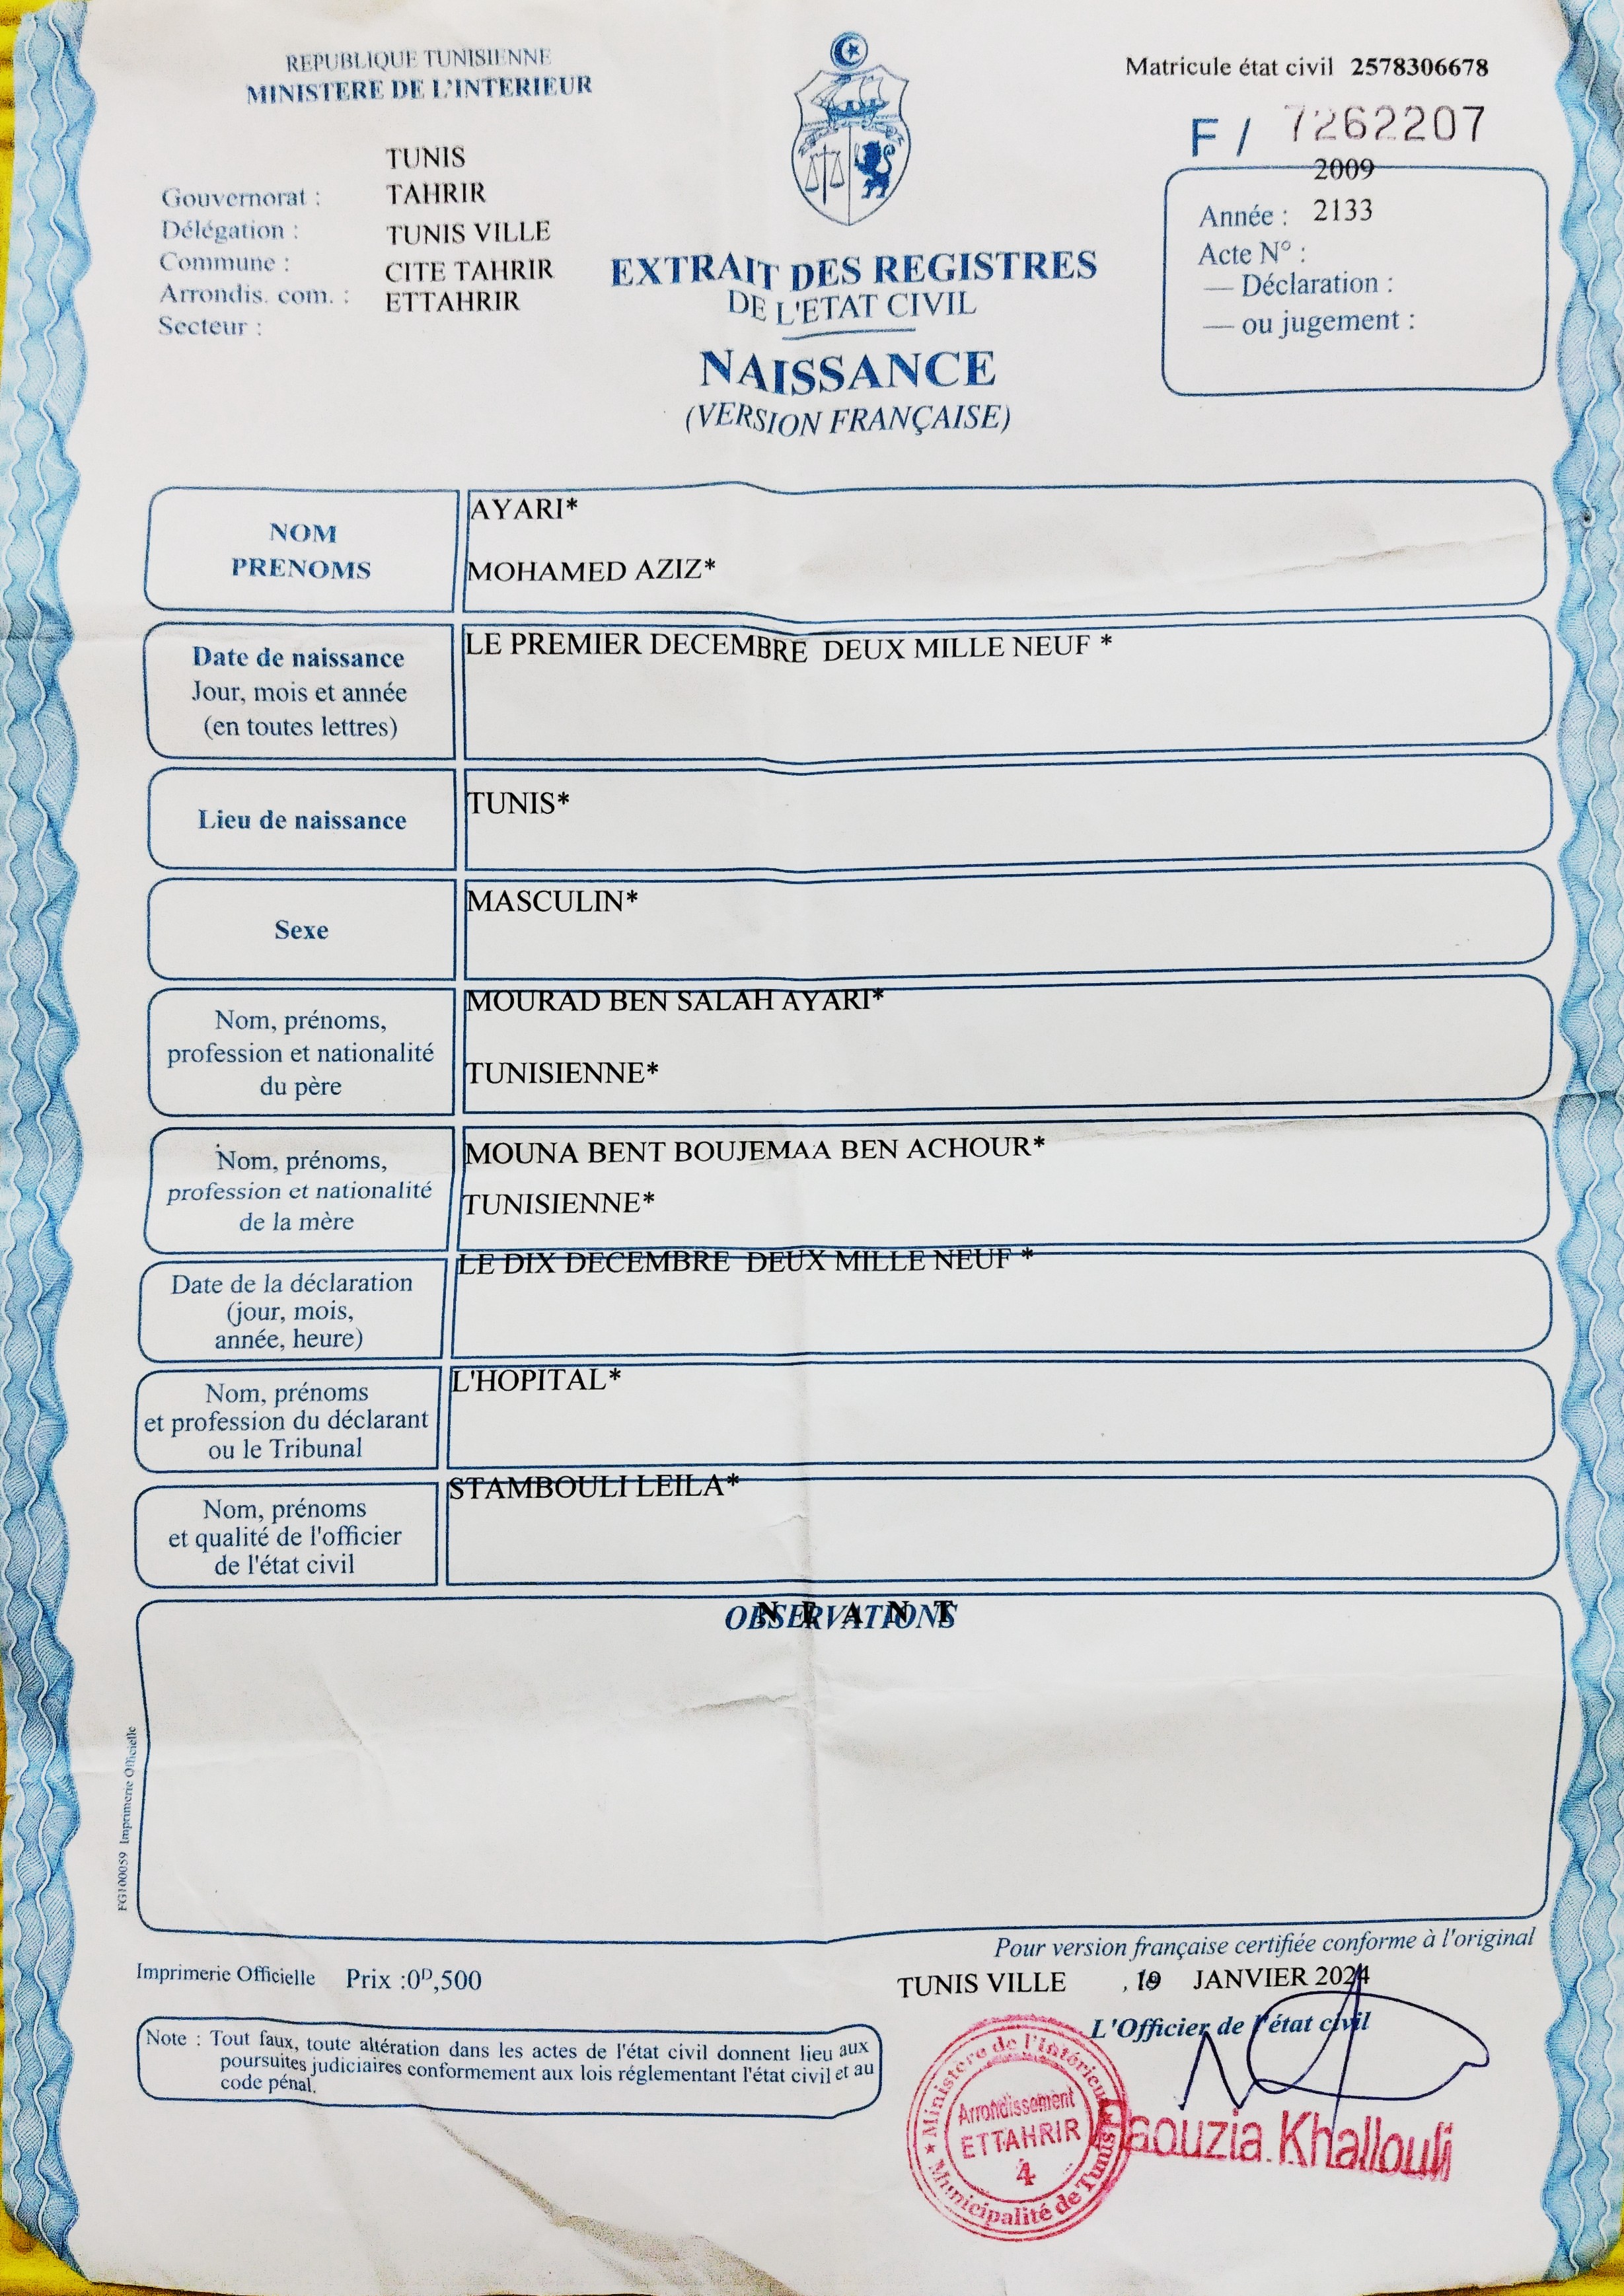 REPUBLIQUE TUNISIENNE
MINISTERE DE L'INTERIEUR
Matricule état civil 2578306678
F / 7262207
TUNIS
Gouvernorat : TAHRIR
Délégation : TUNIS VILLE
Commune : CITE TAHRIR
Arrondis. com. : ETTAHRIR
Secteur :
2009
Année : 2133
Acte N° :
— Déclaration :
— ou jugement :
EXTRAIT DES REGISTRES
DE L'ETAT CIVIL
NAISSANCE
(VERSION FRANÇAISE)
NOM
PRENOMS
AYARI*
MOHAMED AZIZ*
Date de naissance
Jour, mois et année
(en toutes lettres)
LE PREMIER DECEMBRE DEUX MILLE NEUF *
Lieu de naissance
TUNIS*
Sexe
MASCULIN*
Nom, prénoms,
profession et nationalité
du père
MOURAD BEN SALAH AYARI*
TUNISIENNE*
Nom, prénoms,
profession et nationalité
de la mère
MOUNA BENT BOUJEMAA BEN ACHOUR*
TUNISIENNE*
Date de la déclaration
(jour, mois,
année, heure)
LE DIX DECEMBRE DEUX MILLE NEUF *
Nom, prénoms
et profession du déclarant
ou le Tribunal
L'HOPITAL*
Nom, prénoms
et qualité de l'officier
de l'état civil
STAMBOULI LEILA*
OBSERVATIONS
N E A N T
FG100059 Imprimerie Officielle
Pour version française certifiée conforme à l'original
Imprimerie Officielle Prix :0ᴰ,500
TUNIS VILLE , JANVIER 2024
L'Officier de l'état civil
Note : Tout faux, toute altération dans les actes de l'état civil donnent lieu aux
poursuites judiciaires conformement aux lois réglementant l'état civil et au
code pénal.
Ministère de l'Intérieur
Arrondissement
ETTAHRIR
4
Municipalité de Tunis
Khallouli